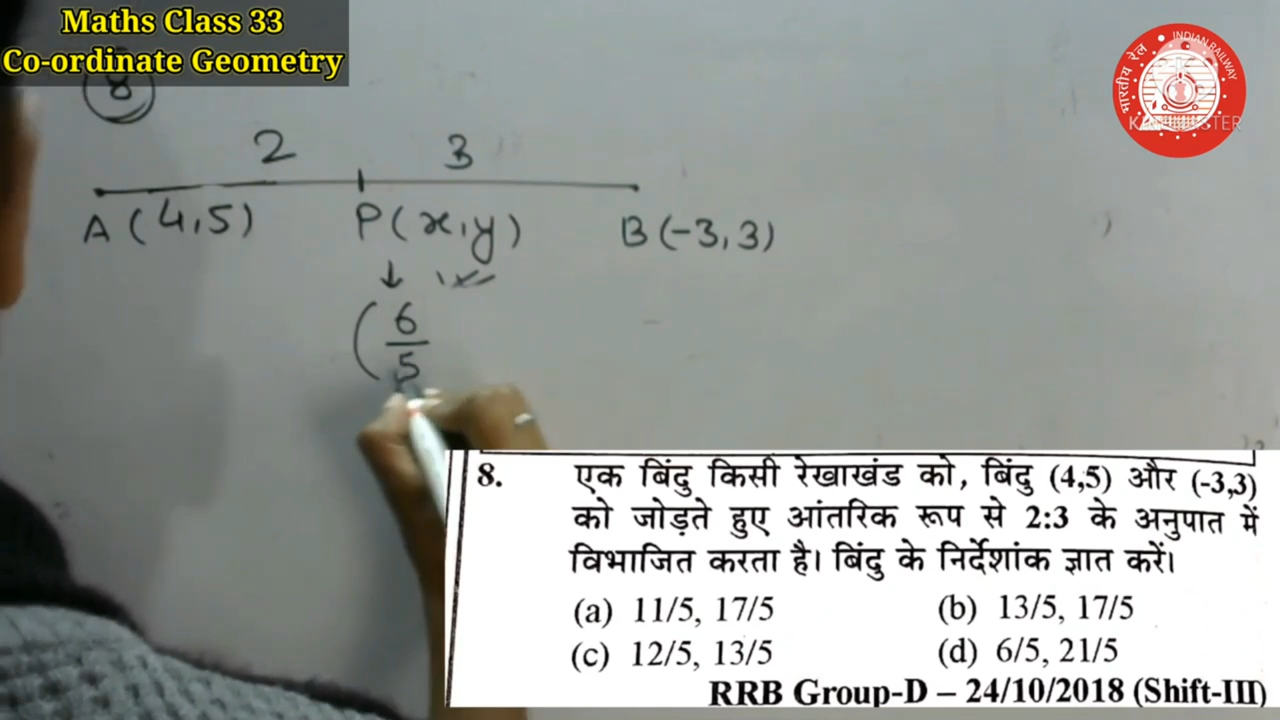 Maths Class 33
Co-ordinate Geometry
भारतीय रेल
INDIAN RAILWAY
8
2 3
A (4,5) P(x,y) B(-3,3)
↓
( 6
5
8. एक बिंदु किसी रेखाखंड को, बिंदु (4,5) और (-3,3)
को जोड़ते हुए आंतरिक रूप से 2:3 के अनुपात में
विभाजित करता है। बिंदु के निर्देशांक ज्ञात करें।
(a) 11/5, 17/5 (b) 13/5, 17/5
(c) 12/5, 13/5 (d) 6/5, 21/5
RRB Group-D – 24/10/2018 (Shift-III)